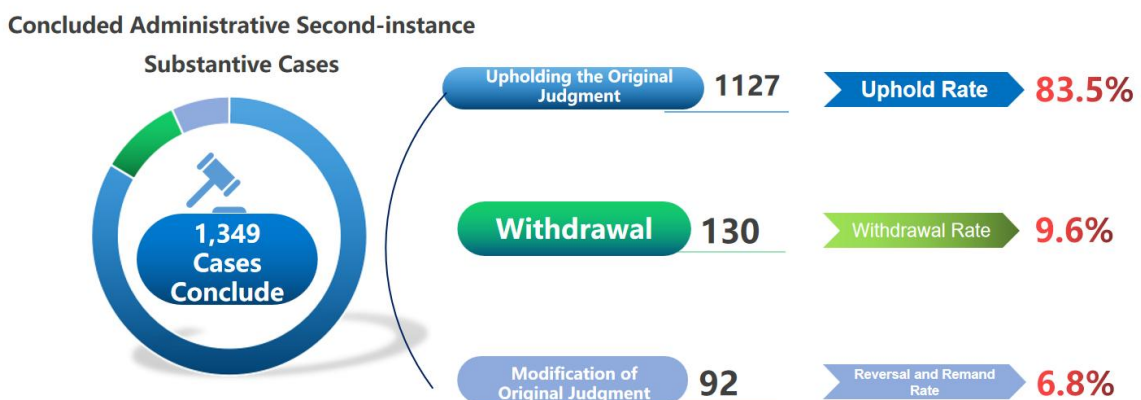 Concluded Administrative Second-instance
Substantive Cases
1,349
Cases
Conclude
Upholding the Original
Judgment
1127
Uphold Rate
83.5%
Withdrawal
130
Withdrawal Rate
9.6%
Modification of
Original Judgment
92
Reversal and Remand
Rate
6.8%